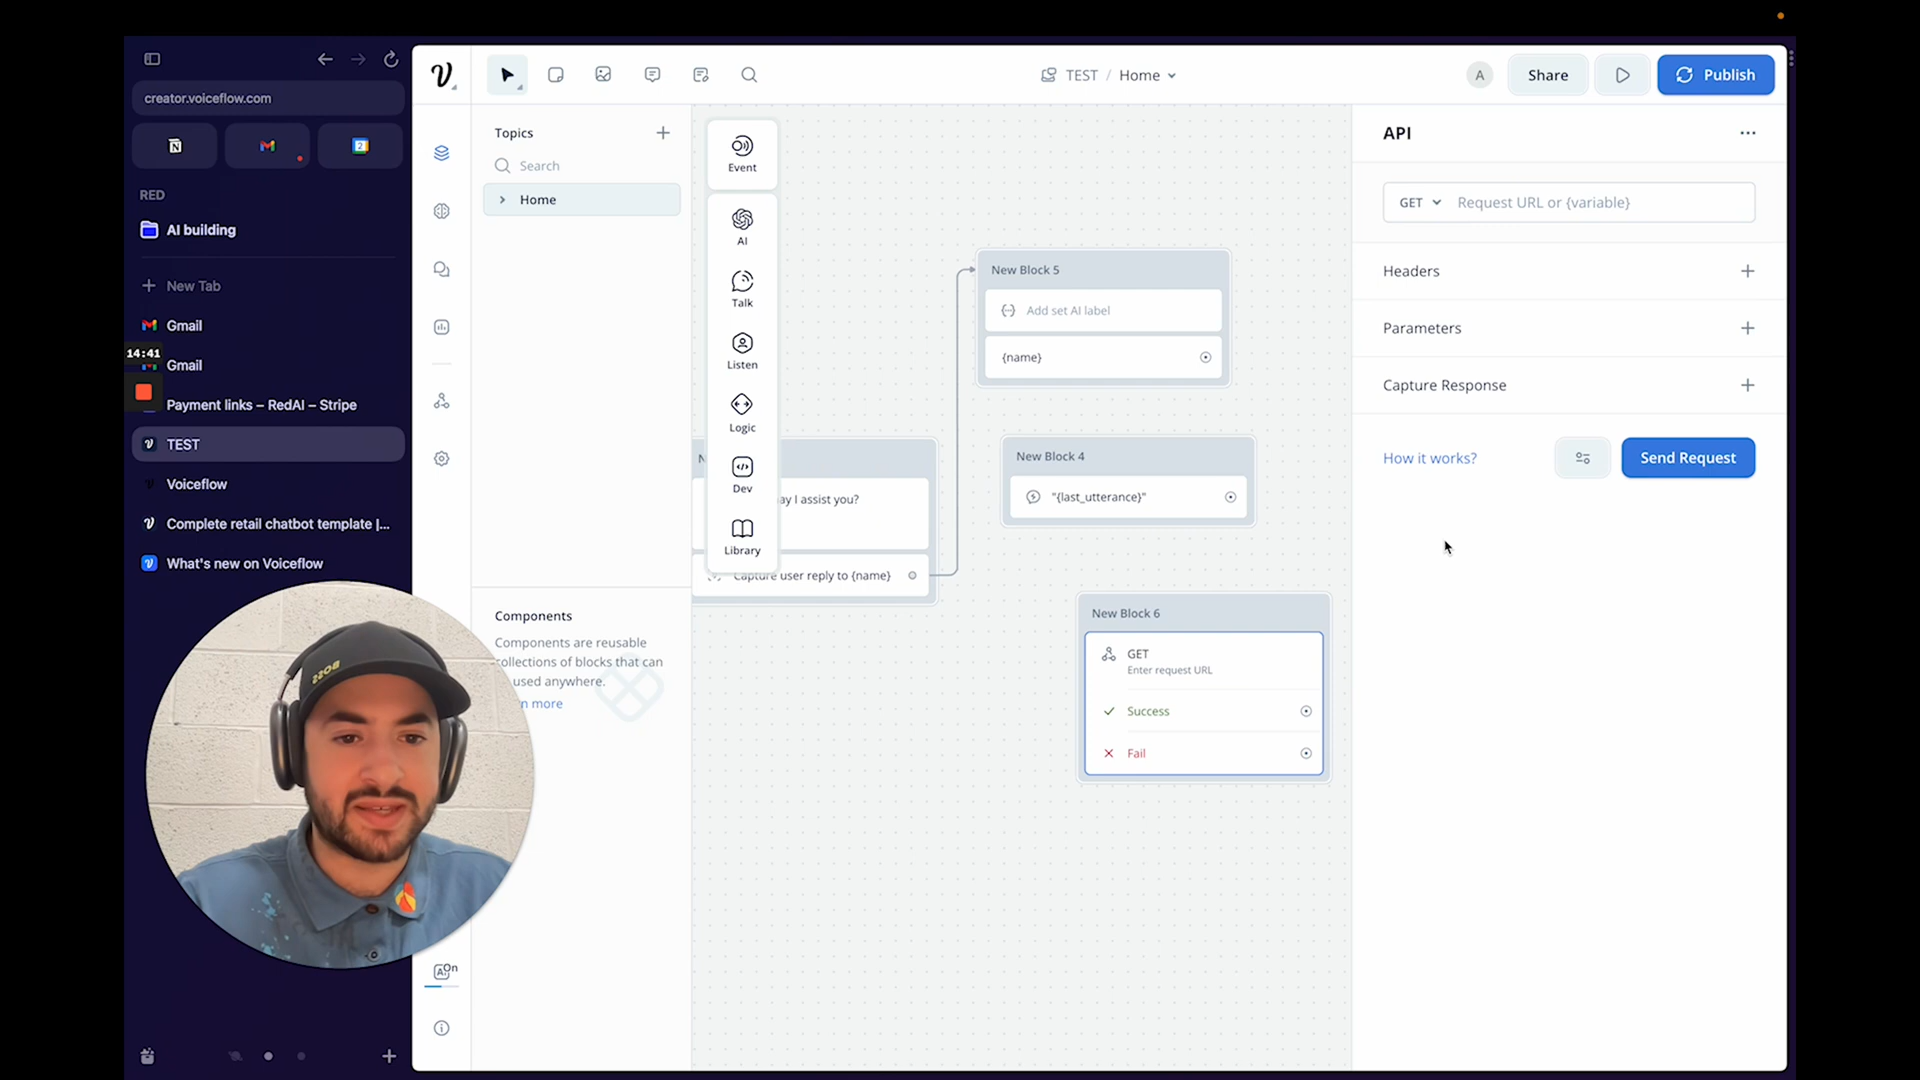 creator.voiceflow.com
RED
AI building
New Tab
Gmail
14:41
Gmail
Payment links – RedAI – Stripe
TEST
Voiceflow
Complete retail chatbot template |...
What's new on Voiceflow
TEST / Home
A
Share
Publish
Topics
Search
Home
Components
Components are reusable
ollections of blocks that can
used anywhere.
n more
On
Event
AI
Talk
Listen
Logic
Dev
Library
New Block 5
Add set AI label
{name}
New Block 4
"{last_utterance}"
N
ay I assist you?
Capture user reply to {name}
New Block 6
GET
Enter request URL
Success
Fail
API
GET
Request URL or {variable}
Headers
Parameters
Capture Response
How it works?
Send Request
BOSS